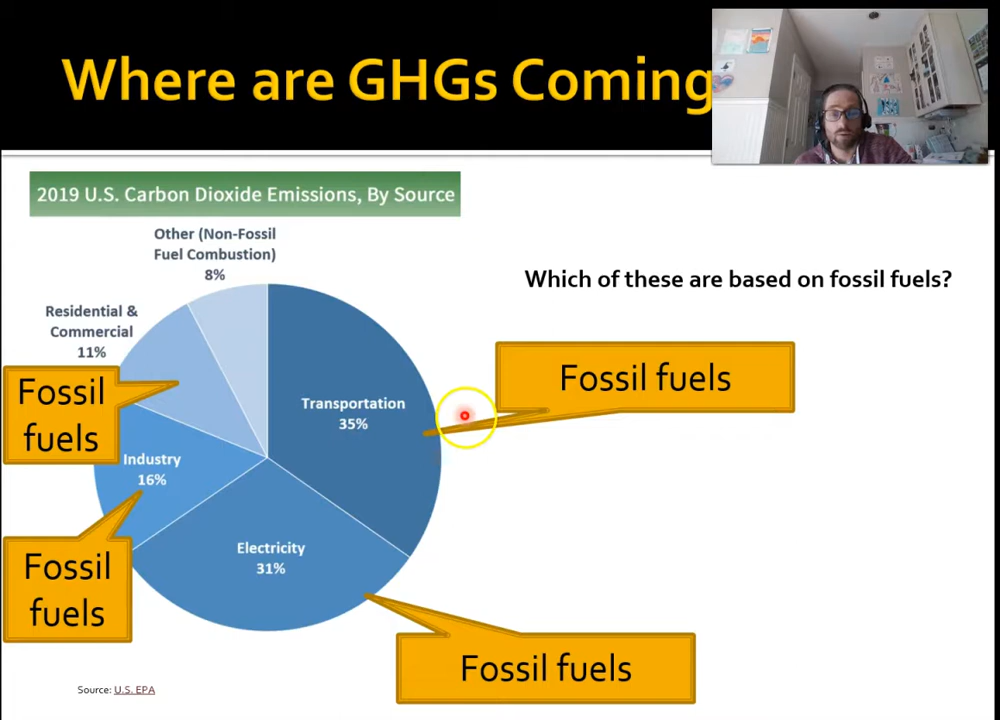 Where are GHGs Coming
2019 U.S. Carbon Dioxide Emissions, By Source
Other (Non-Fossil
Fuel Combustion)
8%
Which of these are based on fossil fuels?
Residential &
Commercial
11%
Fossil
fuels
Fossil fuels
Transportation
35%
Industry
16%
Electricity
31%
Fossil
fuels
Fossil fuels
Source: U.S. EPA